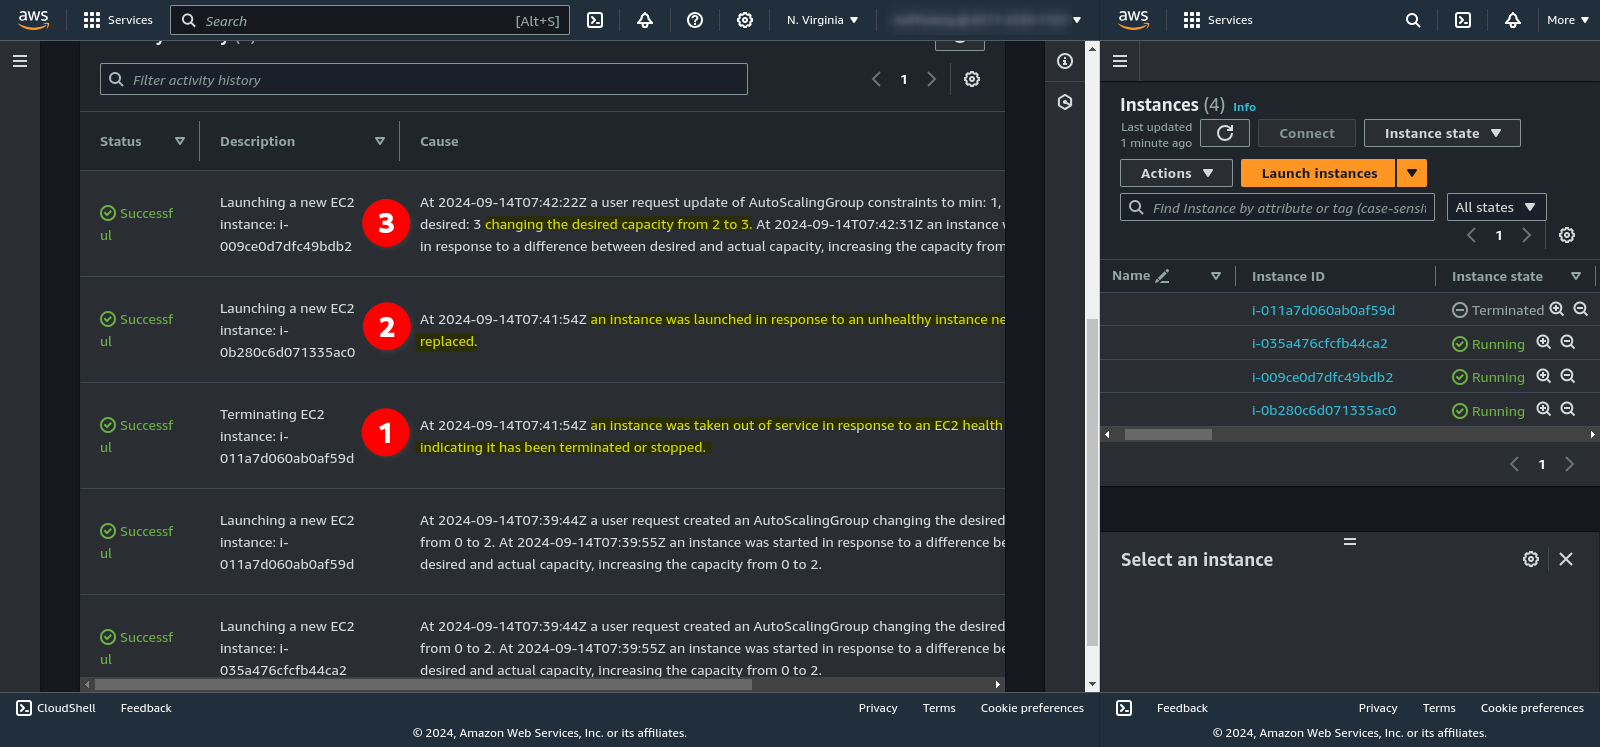 aws
Services
Search
[Alt+S]
N. Virginia
Filter activity history
1
Status
Description
Cause
Successf
ul
Launching a new EC2
instance: i-
009ce0d7dfc49bdb2
3
At 2024-09-14T07:42:22Z a user request update of AutoScalingGroup constraints to min: 1,
desired: 3 changing the desired capacity from 2 to 3. At 2024-09-14T07:42:31Z an instance
in response to a difference between desired and actual capacity, increasing the capacity from
Successf
ul
Launching a new EC2
instance: i-
0b280c6d071335ac0
2
At 2024-09-14T07:41:54Z an instance was launched in response to an unhealthy instance ne
replaced.
Successf
ul
Terminating EC2
instance: i-
011a7d060ab0af59d
1
At 2024-09-14T07:41:54Z an instance was taken out of service in response to an EC2 health
indicating it has been terminated or stopped.
Successf
ul
Launching a new EC2
instance: i-
011a7d060ab0af59d
At 2024-09-14T07:39:44Z a user request created an AutoScalingGroup changing the desired
from 0 to 2. At 2024-09-14T07:39:55Z an instance was started in response to a difference be
desired and actual capacity, increasing the capacity from 0 to 2.
Successf
ul
Launching a new EC2
instance: i-
035a476cfcfb44ca2
At 2024-09-14T07:39:44Z a user request created an AutoScalingGroup changing the desired
from 0 to 2. At 2024-09-14T07:39:55Z an instance was started in response to a difference be
desired and actual capacity, increasing the capacity from 0 to 2.
CloudShell
Feedback
Privacy
Terms
Cookie preferences
© 2024, Amazon Web Services, Inc. or its affiliates.
aws
Services
More
Instances (4) Info
Last updated
1 minute ago
Connect
Instance state
Actions
Launch instances
Find Instance by attribute or tag (case-sensi
All states
1
Name
Instance ID
Instance state
i-011a7d060ab0af59d
Terminated
i-035a476cfcfb44ca2
Running
i-009ce0d7dfc49bdb2
Running
i-0b280c6d071335ac0
Running
1
Select an instance
Feedback
Privacy
Terms
Cookie preferences
© 2024, Amazon Web Services, Inc. or its affiliates.